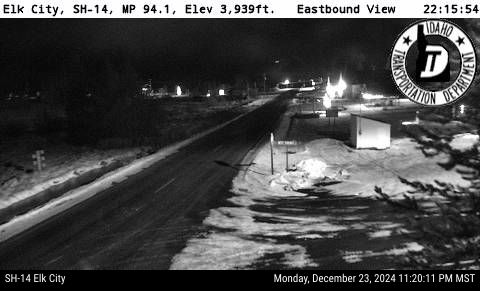 Elk City, SH-14, MP 94.1, Elev 3,939ft. Eastbound View 22:15:54
IDAHO
TRANSPORTATION DEPARTMENT
SH-14 Elk City
Monday, December 23, 2024 11:20:11 PM MST